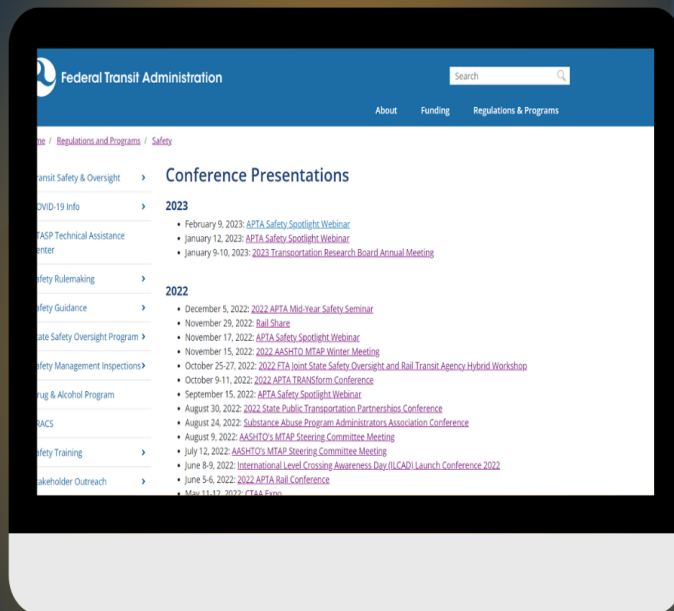 Federal Transit Administration
Search
About Funding Regulations & Programs
me / Regulations and Programs / Safety
ransit Safety & Oversight
OVID-19 Info
TASP Technical Assistance
enter
afety Rulemaking
afety Guidance
tate Safety Oversight Program
afety Management Inspections
rug & Alcohol Program
RACS
afety Training
takeholder Outreach
Conference Presentations
2023
• February 9, 2023: APTA Safety Spotlight Webinar
• January 12, 2023: APTA Safety Spotlight Webinar
• January 9-10, 2023: 2023 Transportation Research Board Annual Meeting
2022
• December 5, 2022: 2022 APTA Mid-Year Safety Seminar
• November 29, 2022: Rail Share
• November 17, 2022: APTA Safety Spotlight Webinar
• November 15, 2022: 2022 AASHTO MTAP Winter Meeting
• October 25-27, 2022: 2022 FTA Joint State Safety Oversight and Rail Transit Agency Hybrid Workshop
• October 9-11, 2022: 2022 APTA TRANSform Conference
• September 15, 2022: APTA Safety Spotlight Webinar
• August 30, 2022: 2022 State Public Transportation Partnerships Conference
• August 24, 2022: Substance Abuse Program Administrators Association Conference
• August 9, 2022: AASHTO's MTAP Steering Committee Meeting
• July 12, 2022: AASHTO's MTAP Steering Committee Meeting
• June 8-9, 2022: International Level Crossing Awareness Day (ILCAD) Launch Conference 2022
• June 5-6, 2022: 2022 APTA Rail Conference
• May 11-12, 2022: CTAA Expo